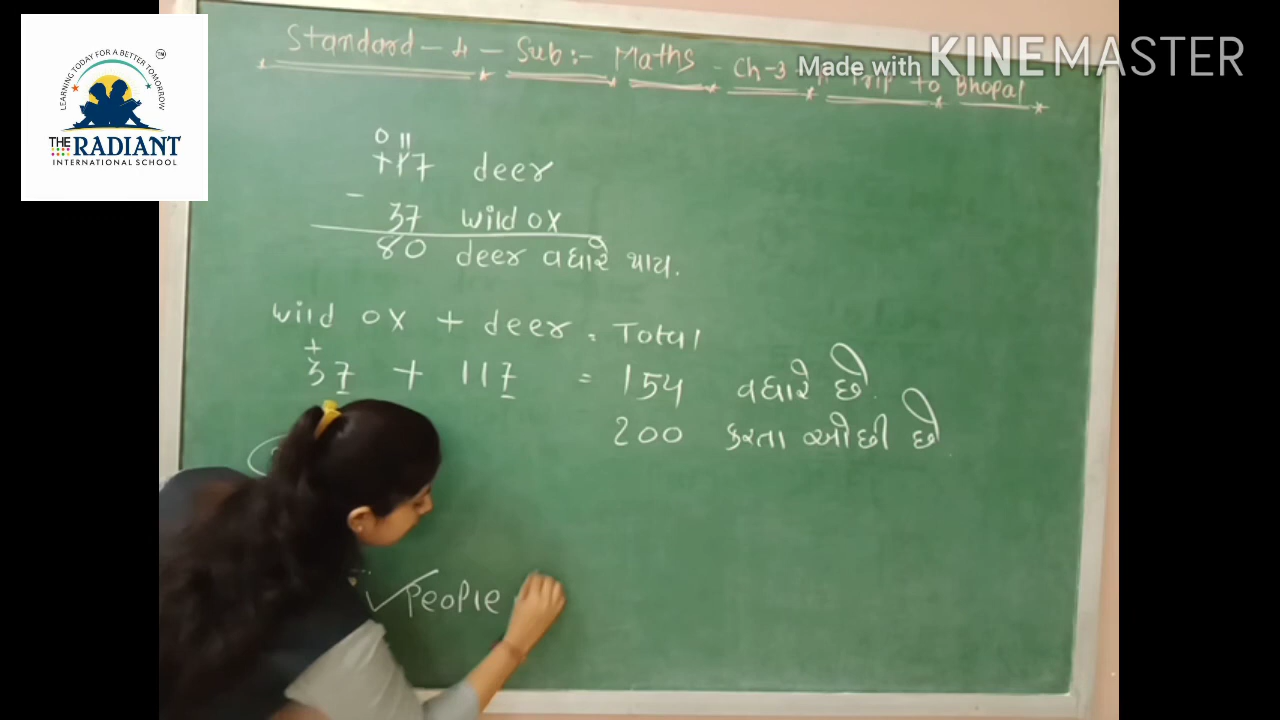 LEARNING TODAY FOR A BETTER TOMORROW
TM
THE RADIANT
INTERNATIONAL SCHOOL
Made with KINEMASTER
Standard - 4 - Sub:- Maths - Ch-3 Trip to Bhopal
0 11
117 deer
- 37 wild ox
80 deer વધારે થાય.
wild ox + deer = Total
+
37 + 117 = 154 વધારે છે.
200 કરતા ઓછી છે.
People